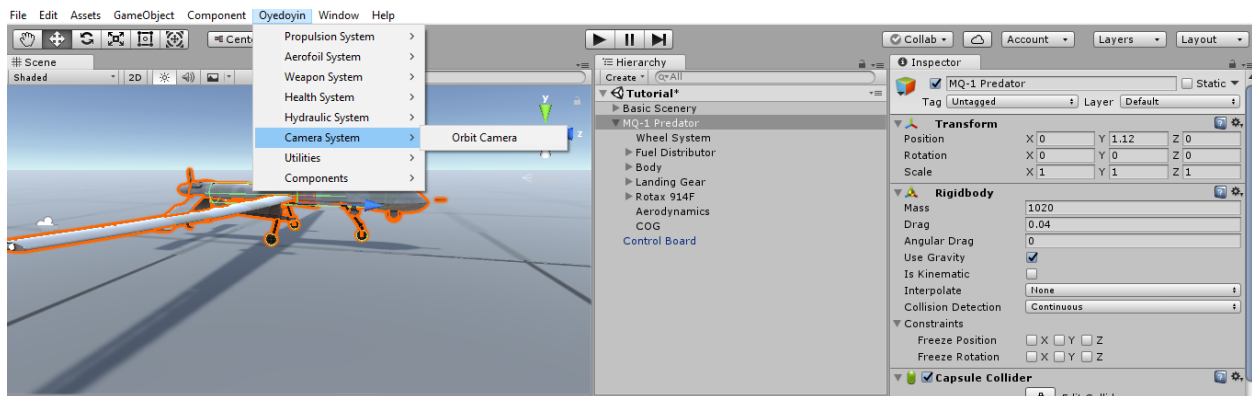 File Edit Assets GameObject Component Oyedoyin Window Help
Collab Account Layers Layout
Scene
Shaded 2D
y
z
Propulsion System
Aerofoil System
Weapon System
Health System
Hydraulic System
Camera System
Utilities
Components
Orbit Camera
Hierarchy
Create All
Tutorial*
Basic Scenery
MQ-1 Predator
Wheel System
Fuel Distributor
Body
Landing Gear
Rotax 914F
Aerodynamics
COG
Control Board
Inspector
MQ-1 Predator Static
Tag Untagged Layer Default
Transform
Position X 0 Y 1.12 Z 0
Rotation X 0 Y 0 Z 0
Scale X 1 Y 1 Z 1
Rigidbody
Mass 1020
Drag 0.04
Angular Drag 0
Use Gravity
Is Kinematic
Interpolate None
Collision Detection Continuous
Constraints
Freeze Position X Y Z
Freeze Rotation X Y Z
Capsule Collider